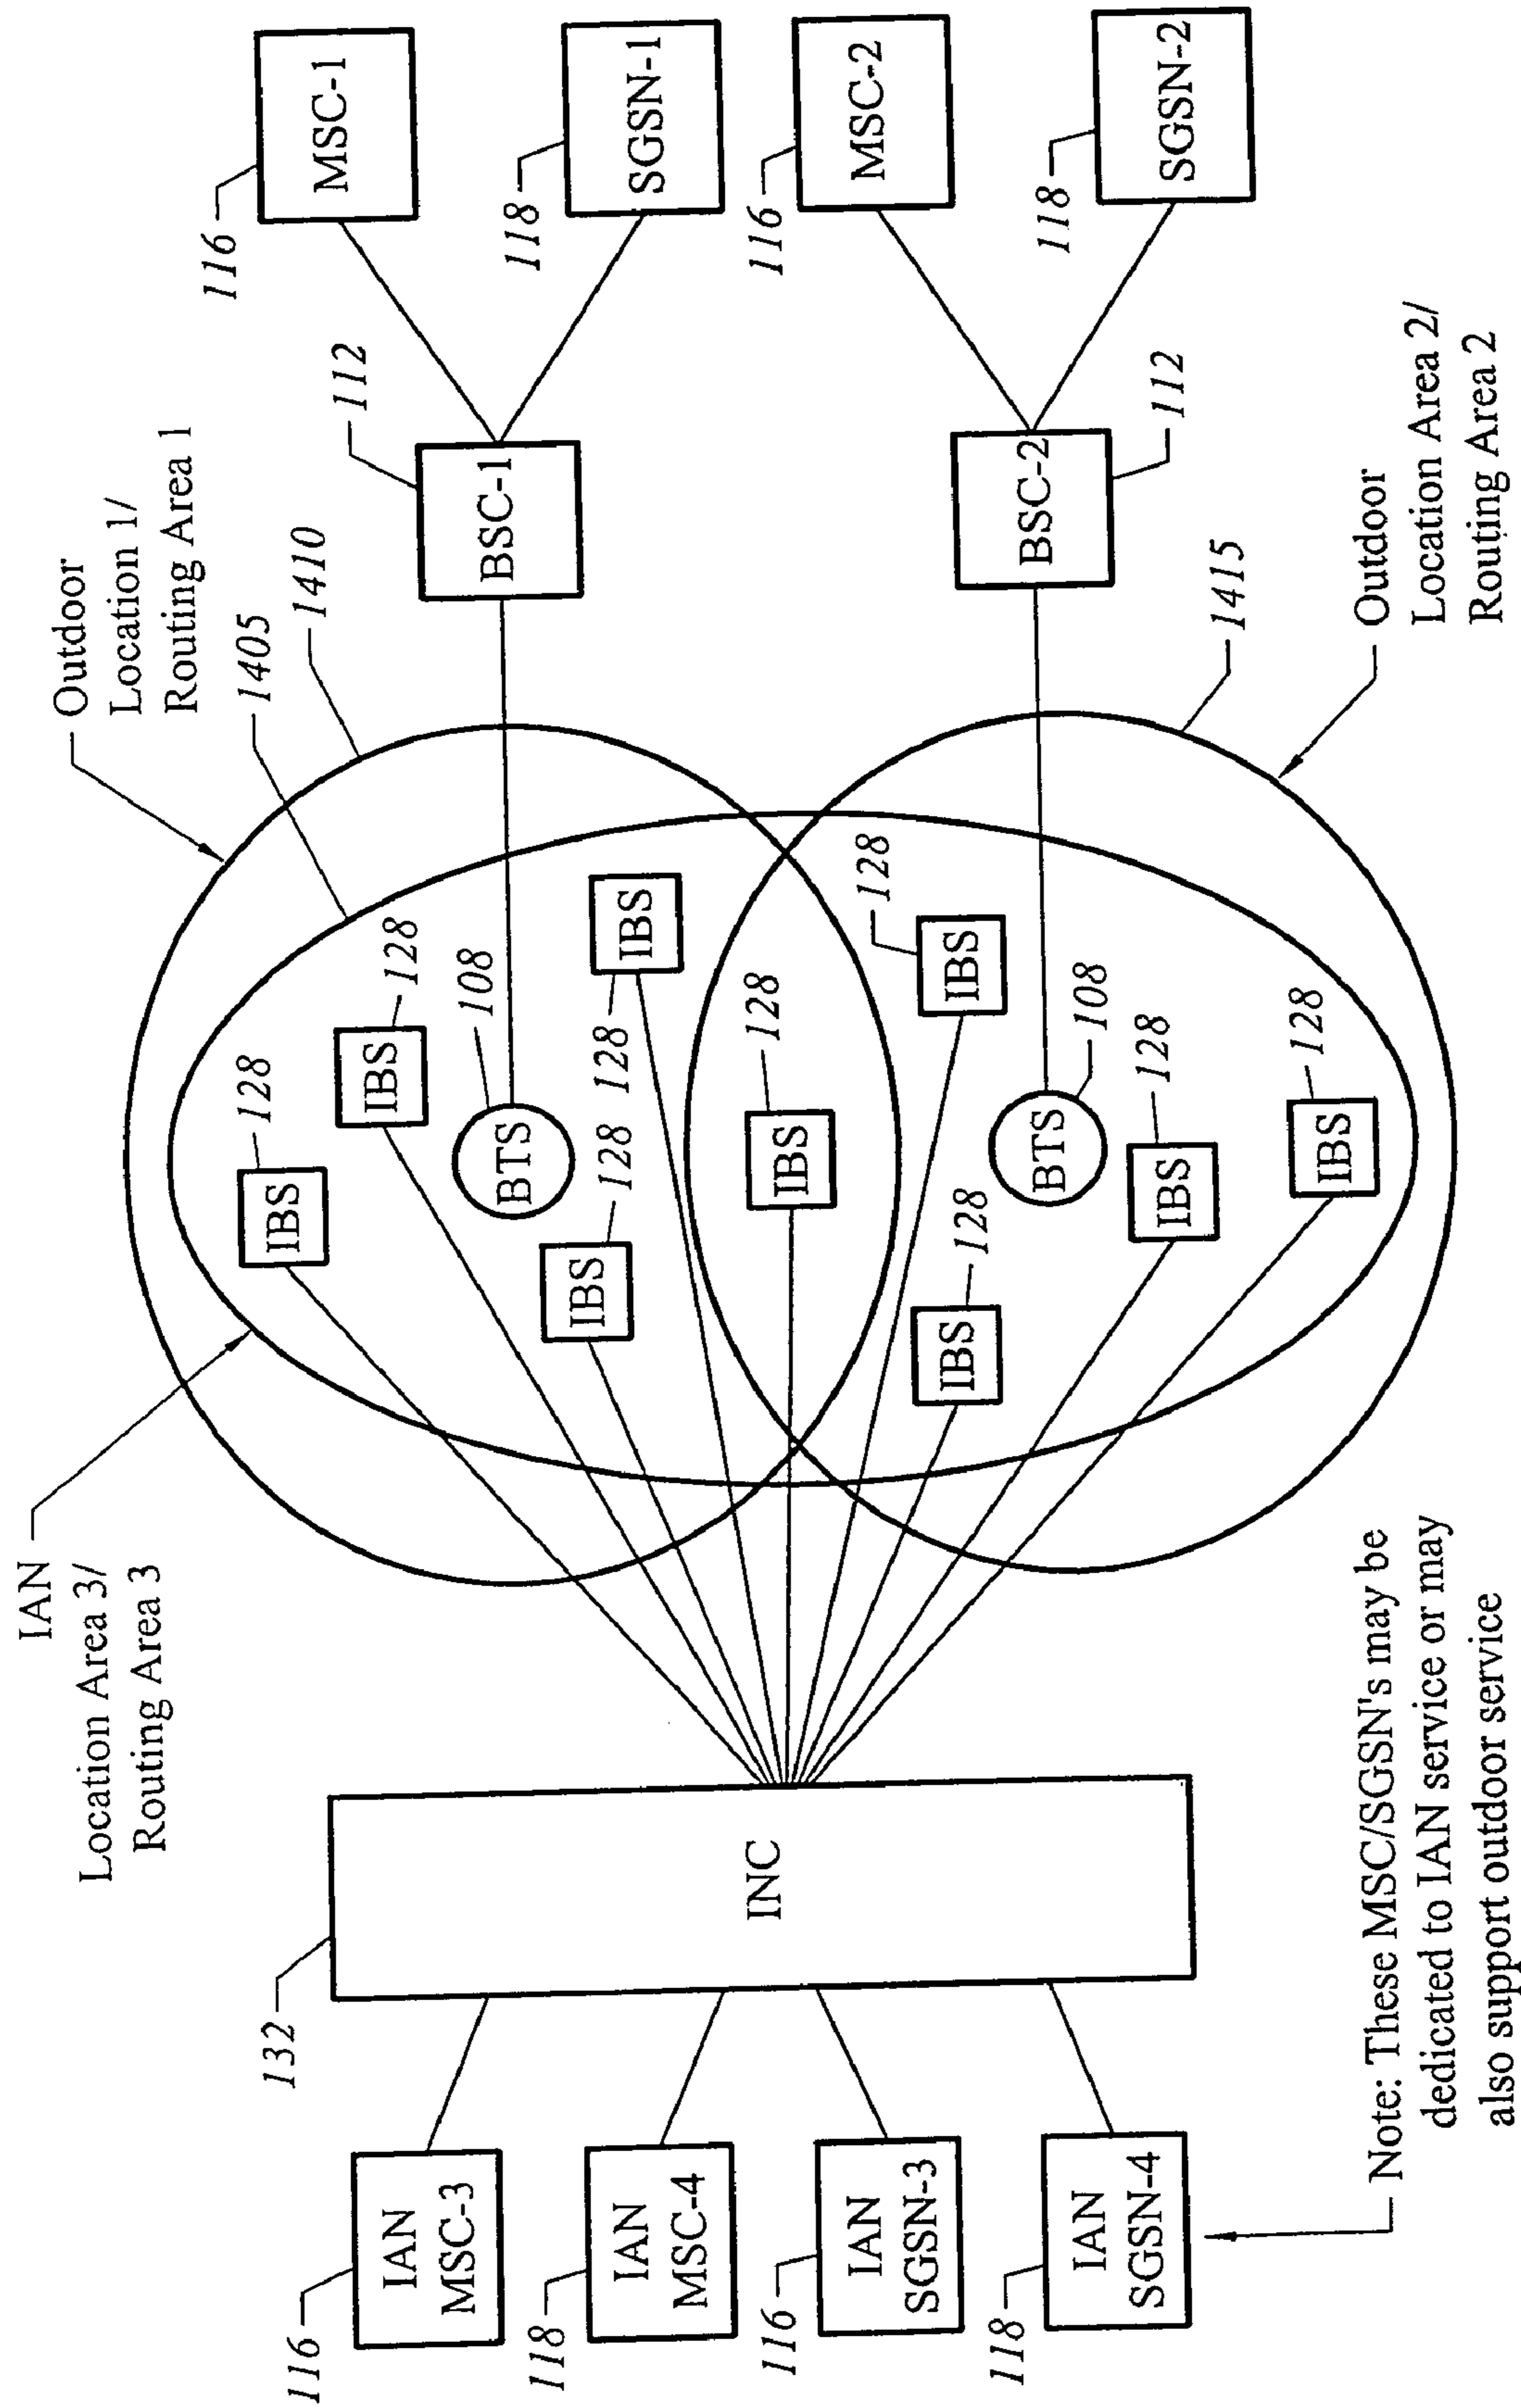 IAN
Location Area 3/
Routing Area 3
Outdoor
Location 1/
Routing Area 1
1405
1410
132
INC
116
IAN
MSC-3
118
IAN
MSC-4
116
IAN
SGSN-3
118
IAN
SGSN-4
IBS
128
IBS
128
BTS
108
IBS
128
IBS
128
IBS
128
IBS
128
IBS
128
BTS
108
IBS
128
IBS
128
BSC-1
112
BSC-2
112
116
MSC-1
118
SGSN-1
116
MSC-2
118
SGSN-2
1415
Outdoor
Location Area 2/
Routing Area 2
Note: These MSC/SGSN's may be
dedicated to IAN service or may
also support outdoor service